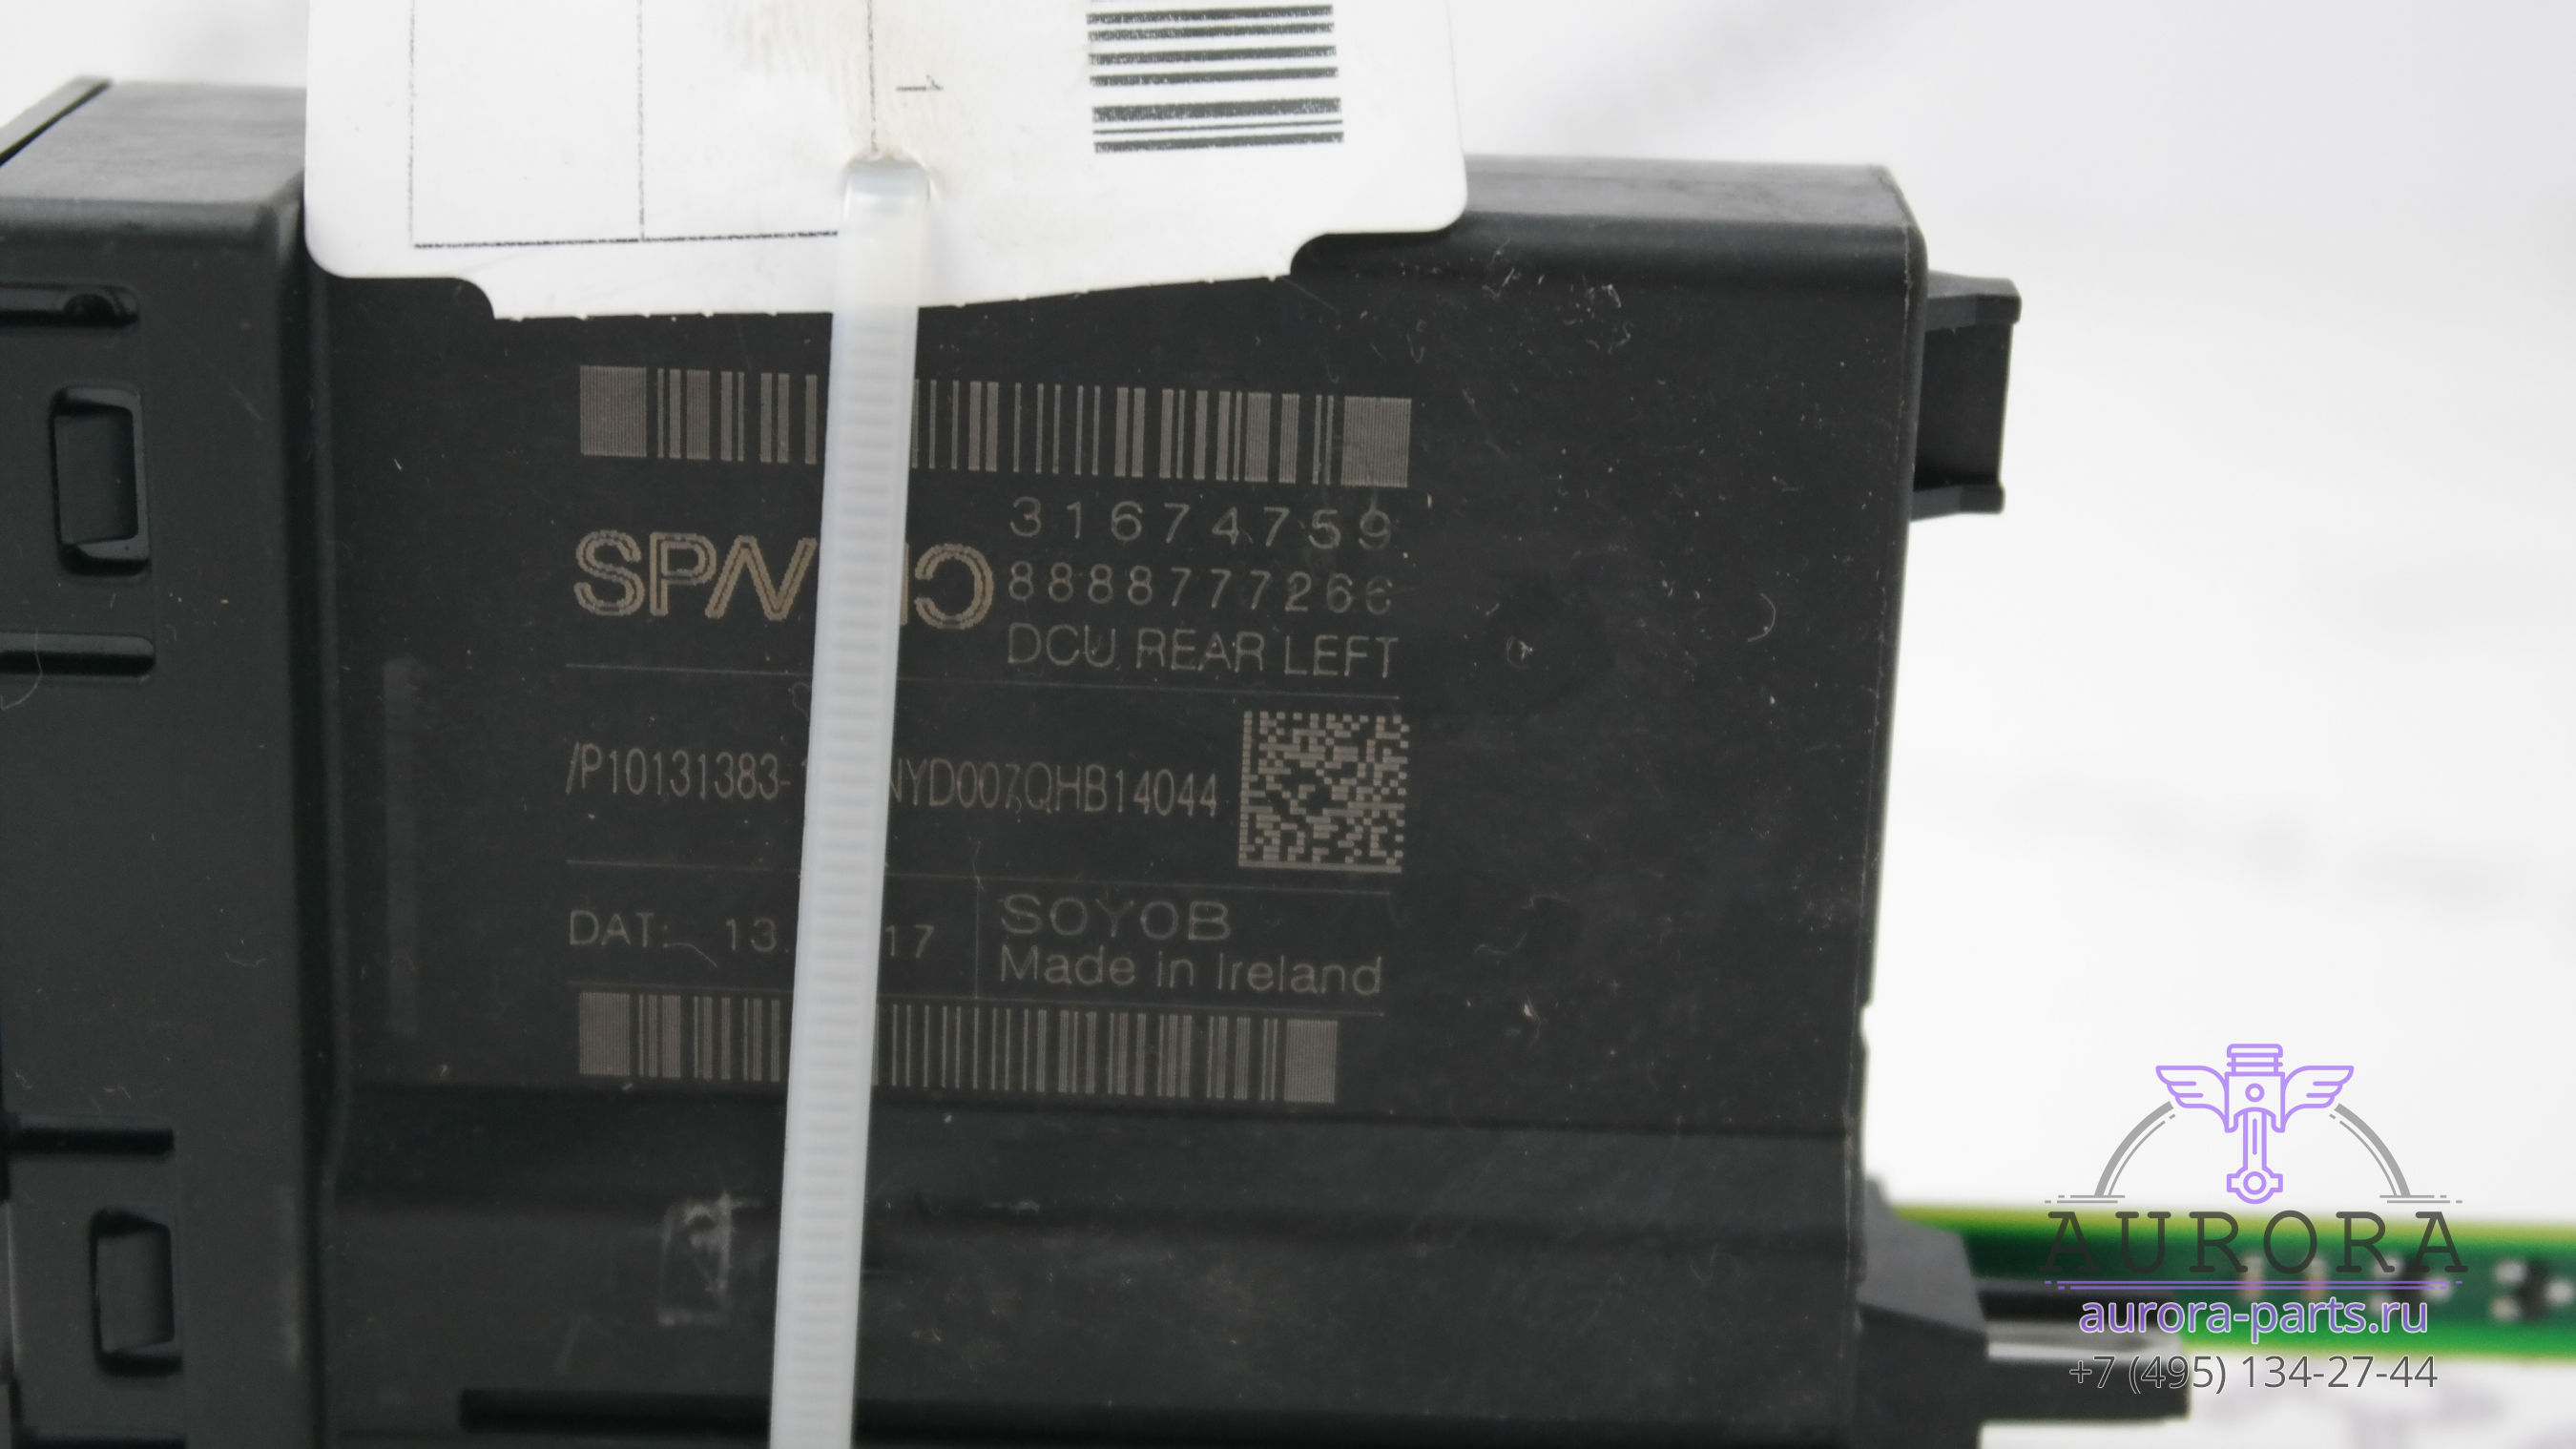 1
31674759
8888777266
DCU REAR LEFT
/P10131383- NYD007QHB14044
DAT: 13. 17
SOYOB
Made in Ireland
AURORA
aurora-parts.ru
+7 (495) 134-27-44